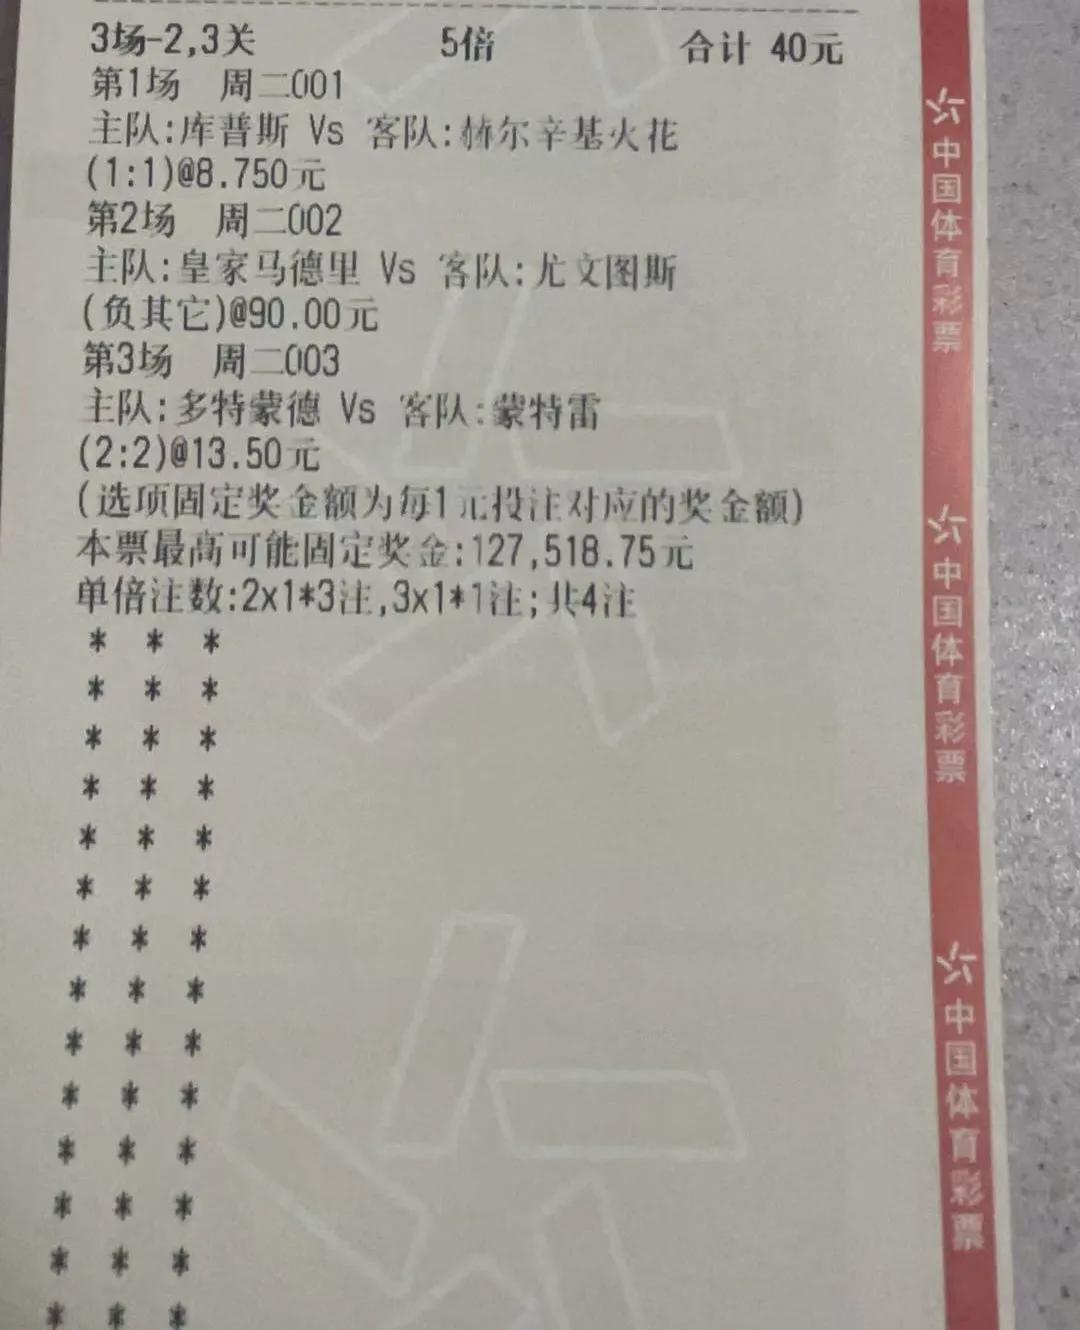 3场-2,3关 5倍 合计 40元
第1场 周二001
主队:库普斯 Vs 客队:赫尔辛基火花
(1:1)@8.750元
第2场 周二002
主队:皇家马德里 Vs 客队:尤文图斯
(负其它)@90.00元
第3场 周二003
主队:多特蒙德 Vs 客队:蒙特雷
(2:2)@13.50元
(选项固定奖金额为每1元投注对应的奖金额)
本票最高可能固定奖金:127,518.75元
单倍注数:2x1*3注,3x1*1注;共4注
* * *
* * *
* * *
* * *
* * *
* * *
* * *
* * *
* * *
* * *
* * *
* * *
* * *
* * *
中国体育彩票
中国体育彩票
中国体育彩票